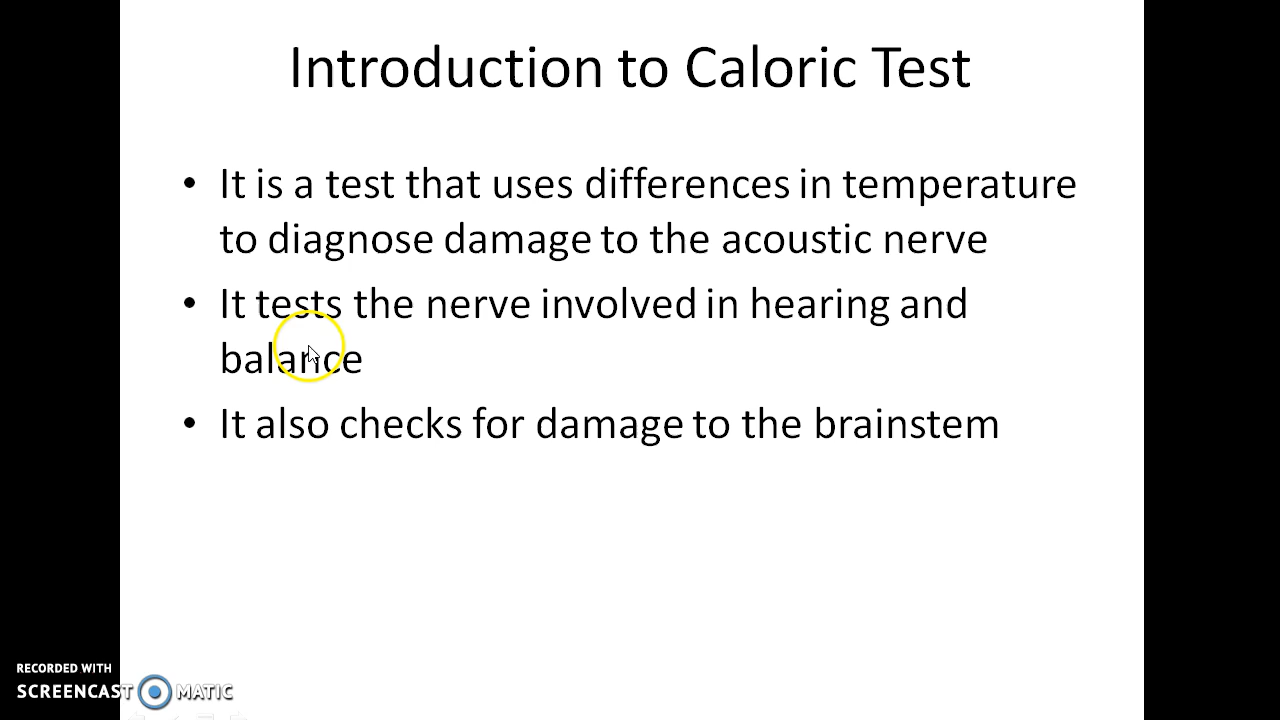 Introduction to Caloric Test
• It is a test that uses differences in temperature
to diagnose damage to the acoustic nerve
• It tests the nerve involved in hearing and
balance
• It also checks for damage to the brainstem
RECORDED WITH
SCREENCAST MATIC